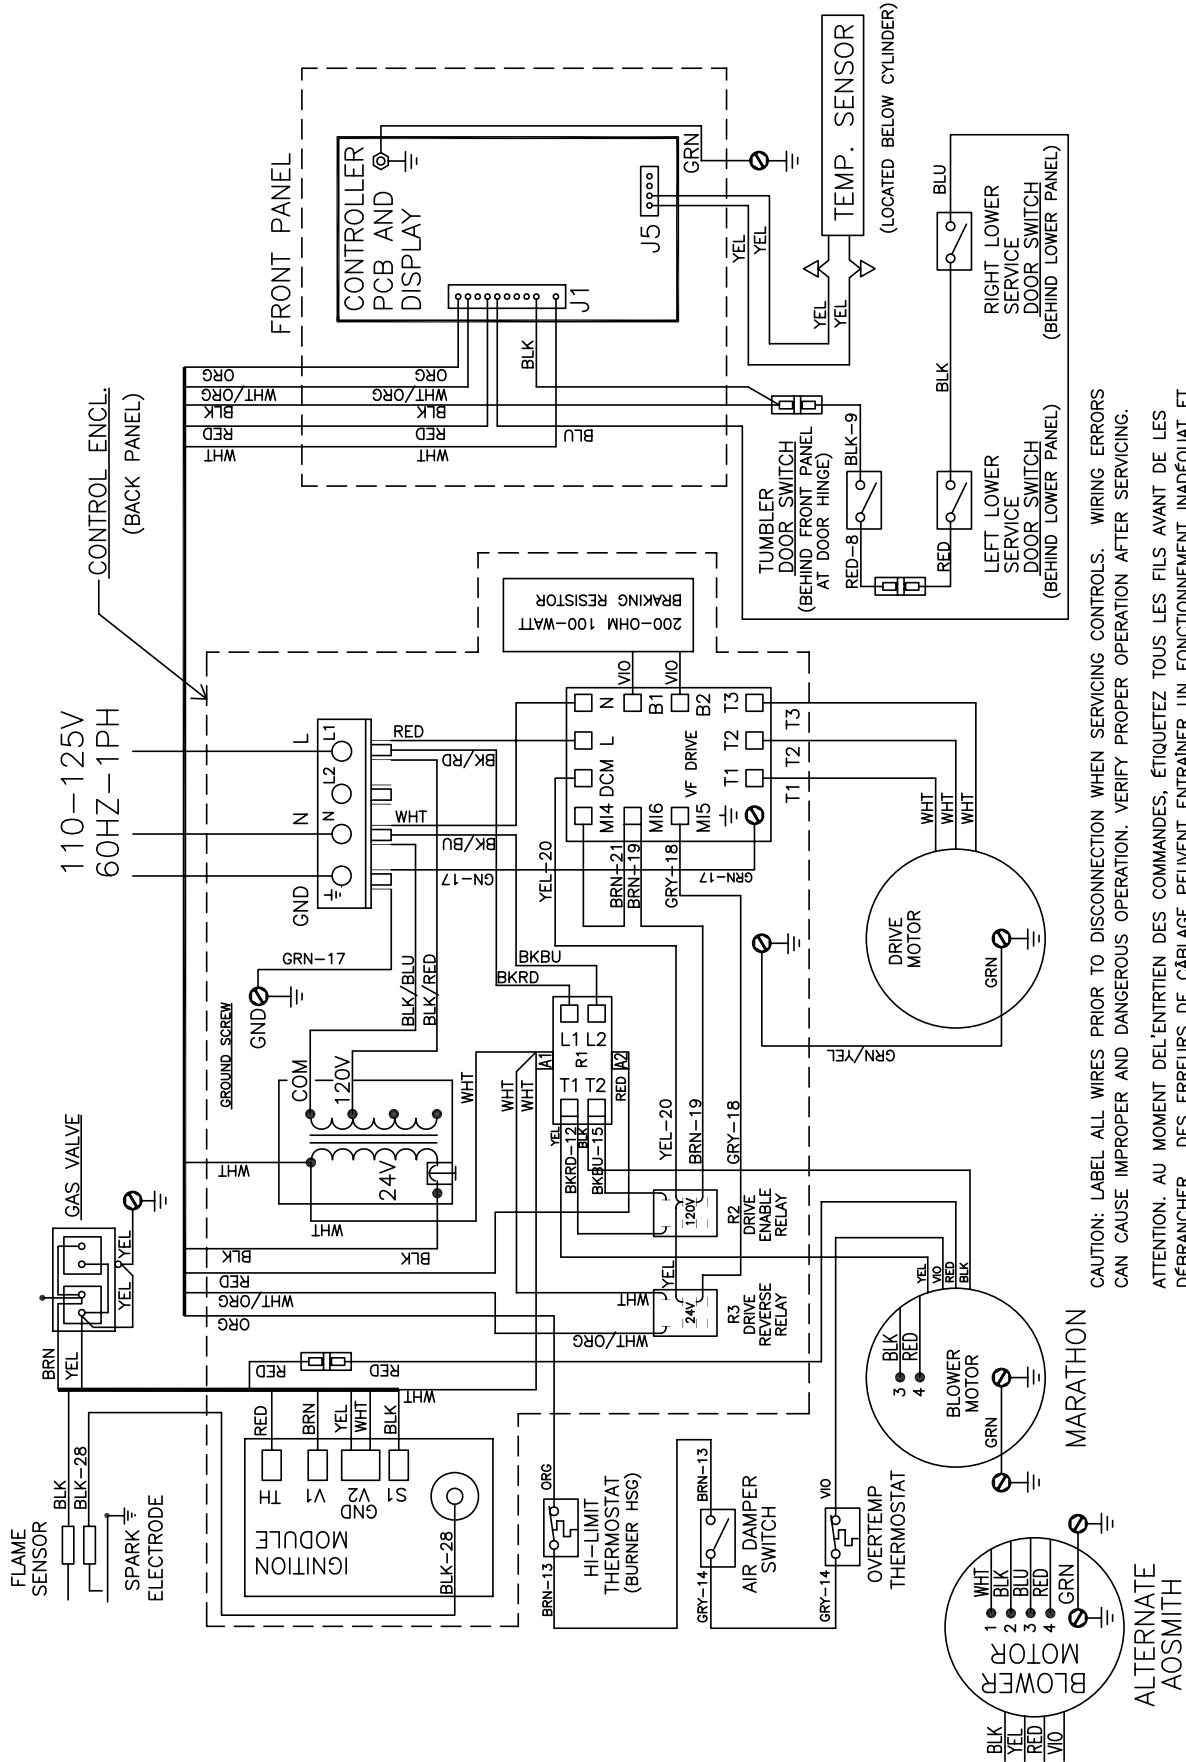 110-125V
60HZ-1PH
CONTROL ENCL.
(BACK PANEL)
FRONT PANEL
CONTROLLER
PCB AND
DISPLAY
J1
J5
GRN
TEMP. SENSOR
(LOCATED BELOW CYLINDER)
YEL
YEL
YEL
YEL
ORG
WHT/ORG
BLK
RED
WHT
ORG
WHT/ORG
BLK
RED
WHT
BLK
BLU
TUMBLER
DOOR SWITCH
(BEHIND FRONT PANEL
AT DOOR HINGE)
RED-8
BLK-9
RED
BLK
BLU
LEFT LOWER
SERVICE
DOOR SWITCH
(BEHIND LOWER PANEL)
RIGHT LOWER
SERVICE
DOOR SWITCH
(BEHIND LOWER PANEL)
GND
N
L
N
L2
L1
RED
BK/RD
WHT
BK/BU
GN-17
GRN-17
GND
GROUND SCREW
BLK/BLU
BLK/RED
200-OHM 100-WATT
BRAKING RESISTOR
VIO
VIO
MI4
DCM
L
N
MI6
B1
MI5
VF DRIVE
B2
T1
T2
T3
T1
T2
T3
YEL-20
BRN-21
BRN-19
GRY-18
GRN-17
WHT
WHT
WHT
DRIVE
MOTOR
GRN
GRN/YEL
BKRD
BKBU
L1
L2
R1
A1
A2
T1
T2
YEL
BKRD-12
BLK
BKBU-15
RED
WHT
WHT
WHT
COM
120V
24V
WHT
WHT
BLK
BLK
YEL-20
BRN-19
GRY-18
120V
R2
DRIVE
ENABLE
RELAY
YEL
24V
R3
DRIVE
REVERSE
RELAY
RED
WHT/ORG
ORG
WHT
WHT/ORG
GAS VALVE
YEL
YEL
BRN
YEL
RED
RED
WHT
FLAME
SENSOR
BLK
BLK-28
SPARK
ELECTRODE
RED
BRN
YEL
WHT
BLK
TH
V1
V2
GND
S1
IGNITION
MODULE
BLK-28
BRN-13
ORG
HI-LIMIT
THERMOSTAT
(BURNER HSG)
GRY-14
BRN-13
AIR DAMPER
SWITCH
GRY-14
VIO
OVERTEMP
THERMOSTAT
YEL
VIO
RED
BLK
BLK
RED
3
4
BLOWER
MOTOR
GRN
MARATHON
1
2
3
4
WHT
BLK
BLU
RED
GRN
BLOWER
MOTOR
BLK
YEL
RED
VIO
ALTERNATE
AOSMITH
CAUTION: LABEL ALL WIRES PRIOR TO DISCONNECTION WHEN SERVICING CONTROLS. WIRING ERRORS
CAN CAUSE IMPROPER AND DANGEROUS OPERATION. VERIFY PROPER OPERATION AFTER SERVICING.
ATTENTION. AU MOMENT DEL'ENTRTIEN DES COMMANDES, ÉTIQUETEZ TOUS LES FILS AVANT DE LES
DÉBRANCHER. DES ERREURS DE CÂBLAGE PEUVENT ENTRAÎNER UN FONCTIONEMENT INADÉQUAT ET